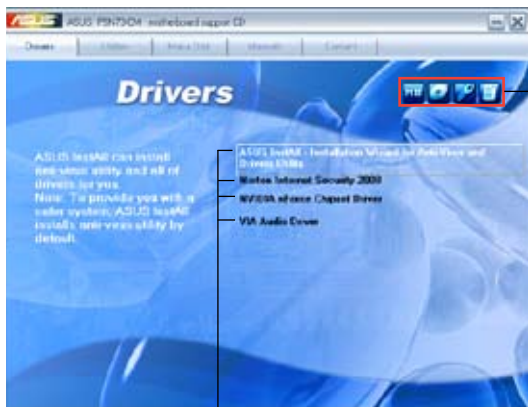 ASUS
ASUS P5N73-CM motherboard support CD
Drivers
Utilities
Make Disk
Manuals
Contact
Drivers
ASUS InstAll can install
anti-virus utility and all of
drivers for you.
Note: To provide you with a
safer system, ASUS InstAll
installs anti-virus utility by
default.
ASUS InstAll - Installation Wizard for Anti-Virus and
Drivers Utility
Norton Internet Security 2008
NVIDIA nForce Chipset Driver
VIA Audio Driver